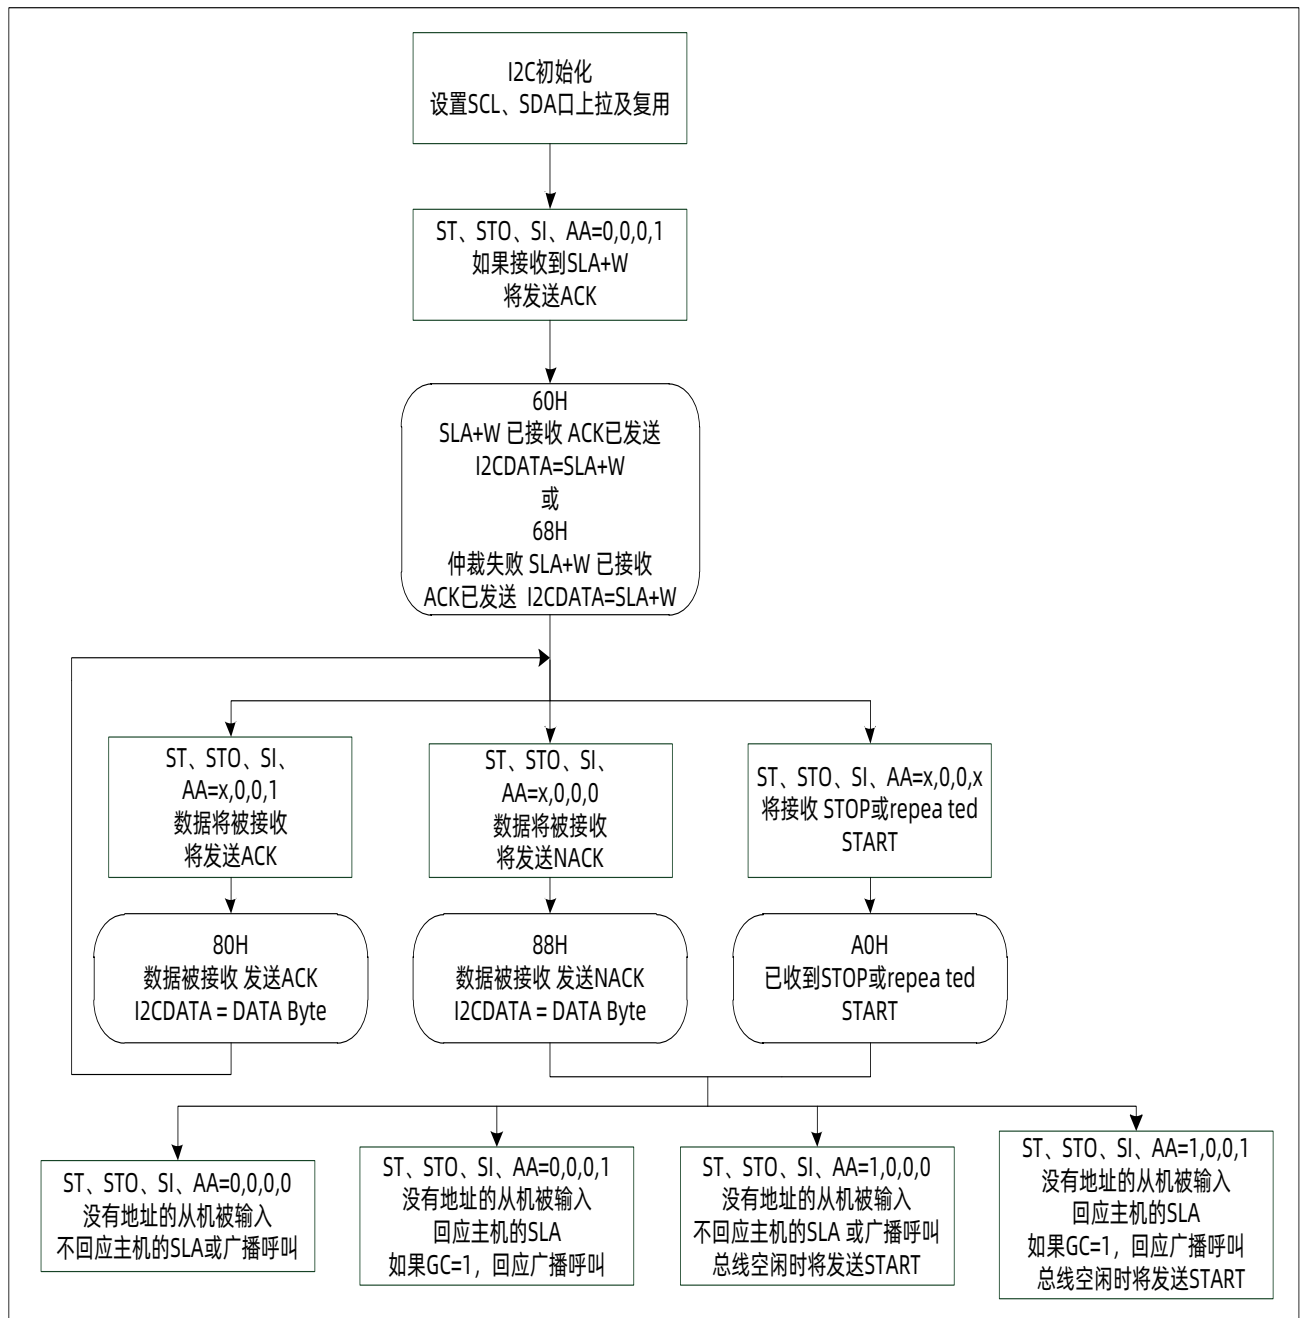 I2C初始化
设置SCL、SDA口上拉及复用
ST、STO、SI、AA=0,0,0,1
如果接收到SLA+W
将发送ACK
60H
SLA+W 已接收 ACK已发送
I2CDATA=SLA+W
或
68H
仲裁失败 SLA+W 已接收
ACK已发送 I2CDATA=SLA+W
ST、STO、SI、
AA=x,0,0,1
数据将被接收
将发送ACK
ST、STO、SI、
AA=x,0,0,0
数据将被接收
将发送NACK
ST、STO、SI、AA=x,0,0,x
将接收 STOP或repea ted
START
80H
数据被接收 发送ACK
I2CDATA = DATA Byte
88H
数据被接收 发送NACK
I2CDATA = DATA Byte
A0H
已收到STOP或repea ted
START
ST、STO、SI、AA=0,0,0,0
没有地址的从机被输入
不回应主机的SLA或广播呼叫
ST、STO、SI、AA=0,0,0,1
没有地址的从机被输入
回应主机的SLA
如果GC=1，回应广播呼叫
ST、STO、SI、AA=1,0,0,0
没有地址的从机被输入
不回应主机的SLA 或广播呼叫
总线空闲时将发送START
ST、STO、SI、AA=1,0,0,1
没有地址的从机被输入
回应主机的SLA
如果GC=1，回应广播呼叫
总线空闲时将发送START